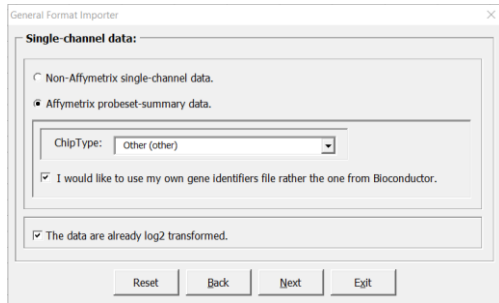 General Format Importer
Single-channel data:
Non-Affymetrix single-channel data.
Affymetrix probeset-summary data.
ChipType: Other (other)
I would like to use my own gene identifiers file rather the one from Bioconductor.
The data are already log2 transformed.
Reset Back Next Exit